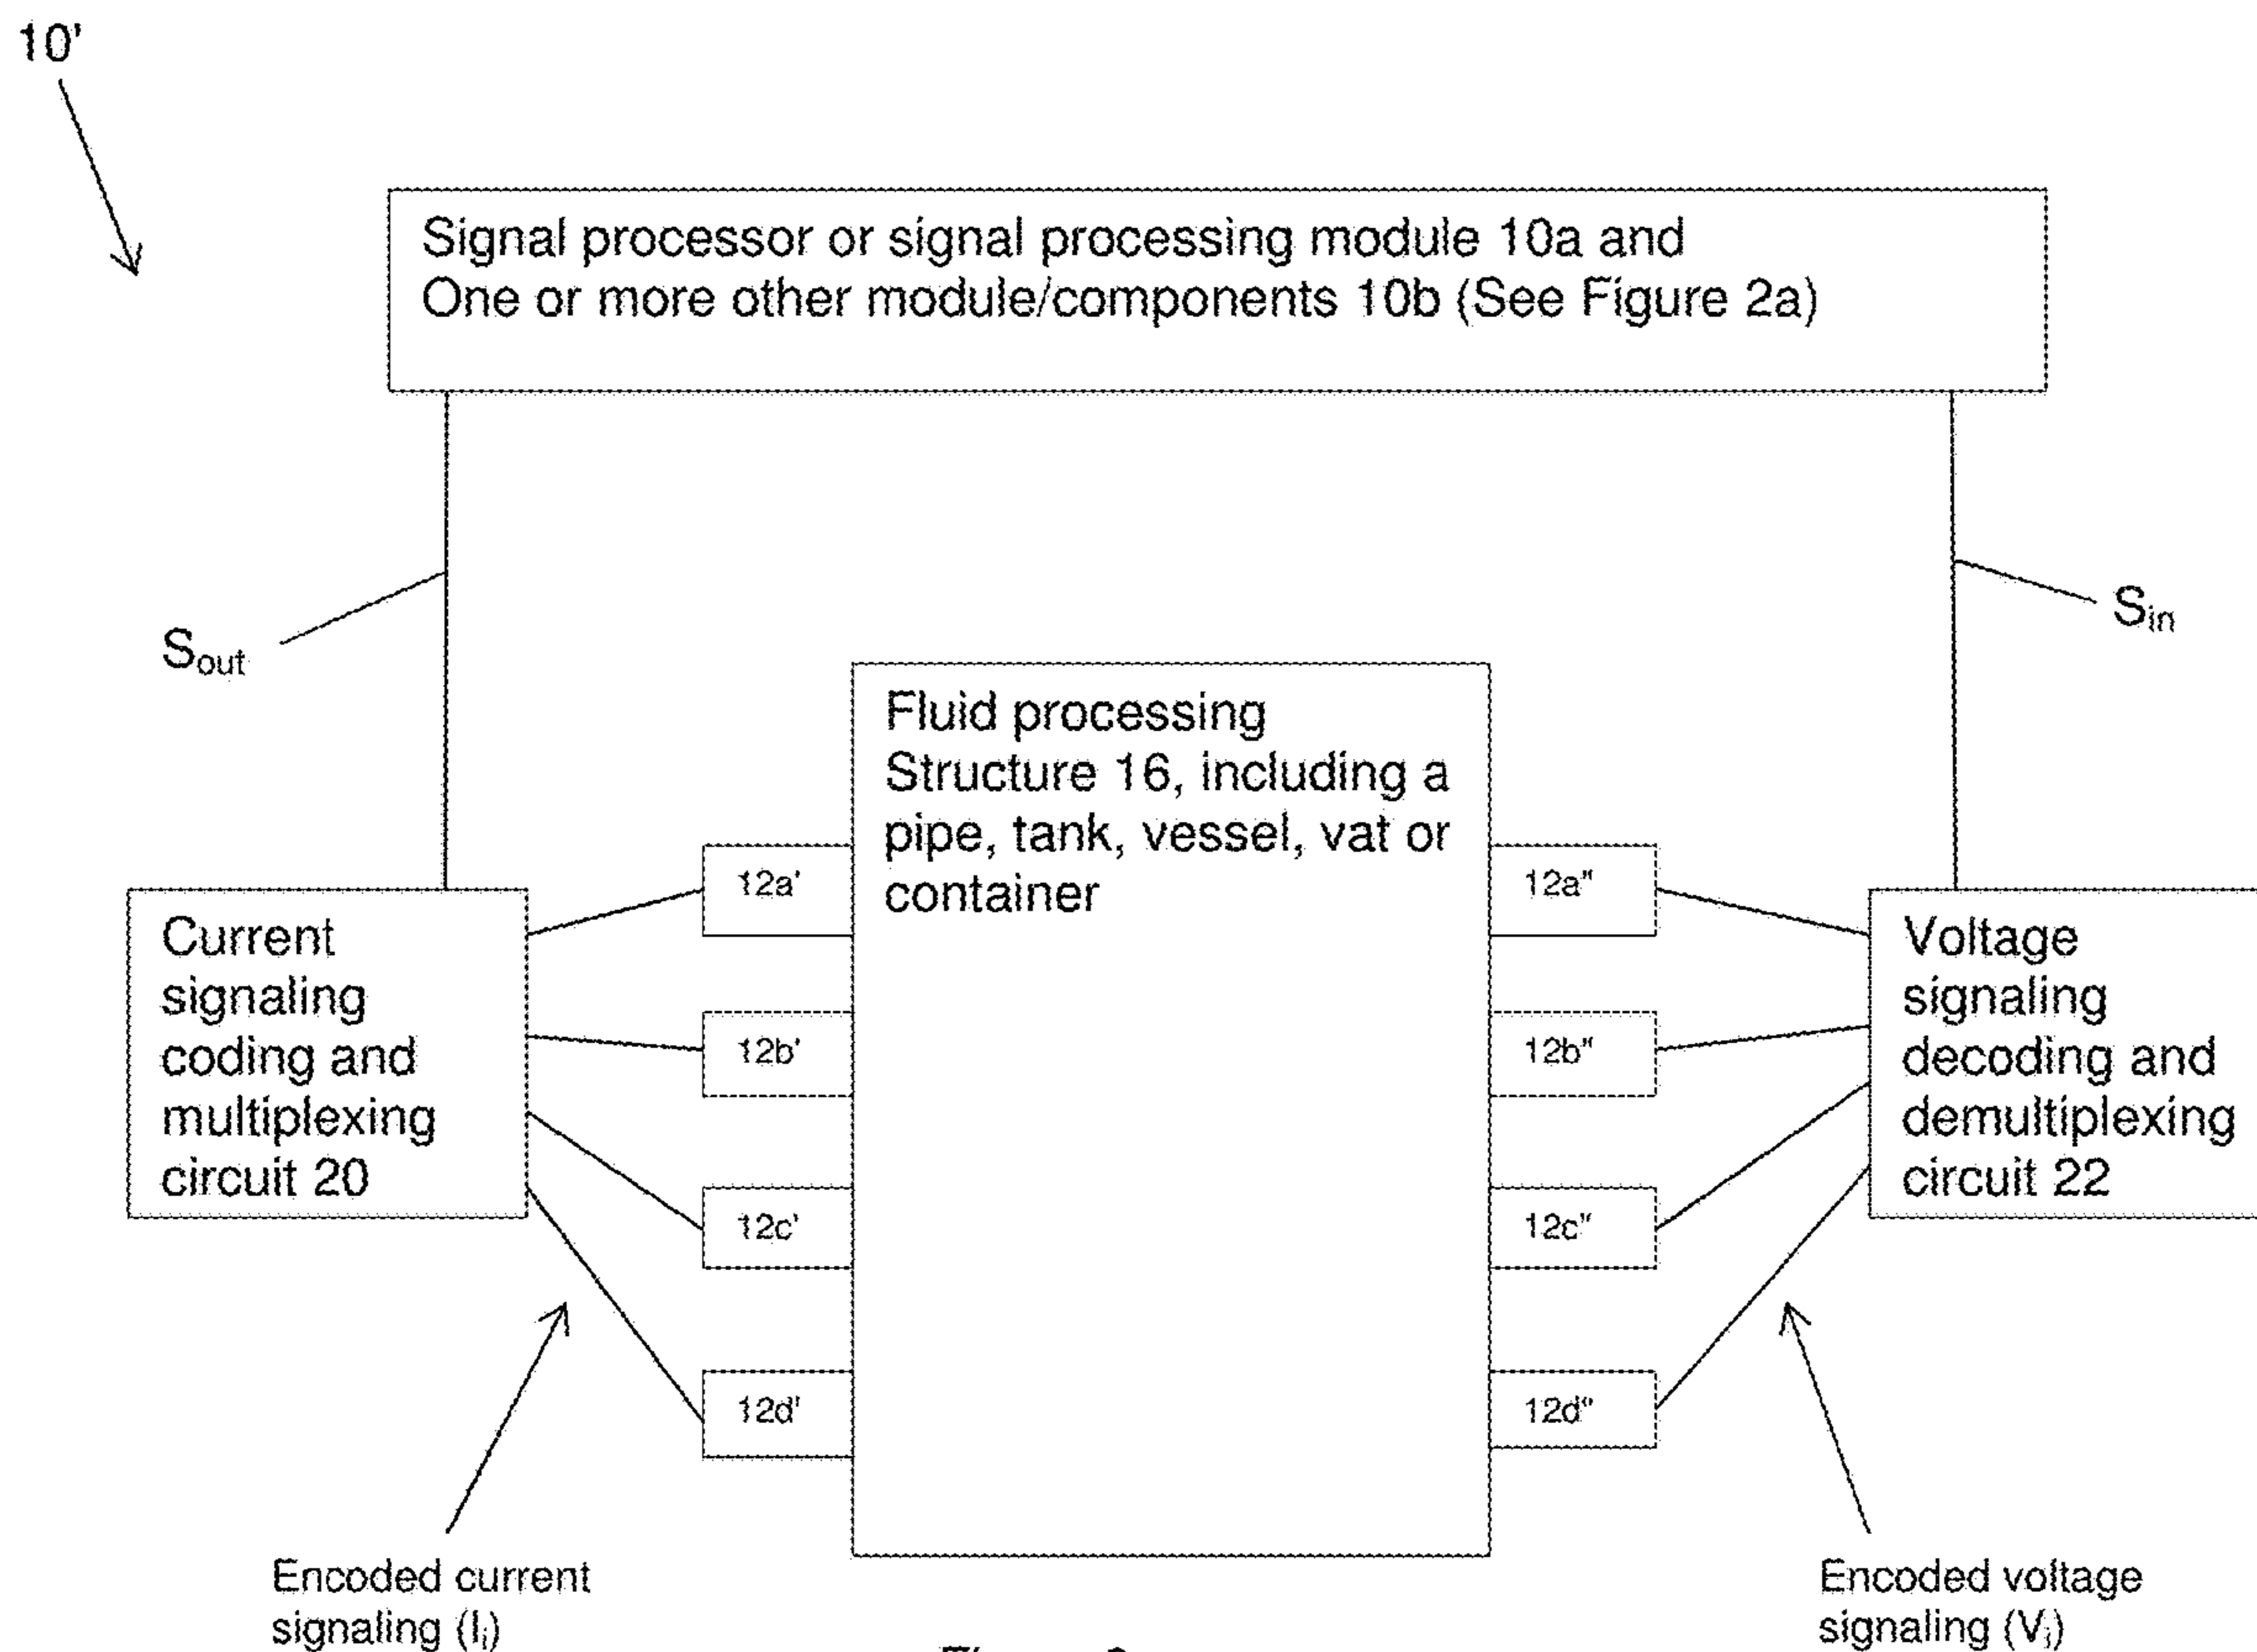 10'
Signal processor or signal processing module 10a and
One or more other module/components 10b (See Figure 2a)
Sout
Sin
Fluid processing
Structure 16, including a
pipe, tank, vessel, vat or
container
12a'
12b'
12c'
12d'
12a"
12b"
12c"
12d"
Current
signaling
coding and
multiplexing
circuit 20
Voltage
signaling
decoding and
demultiplexing
circuit 22
Encoded current
signaling (Ii)
Encoded voltage
signaling (Vi)